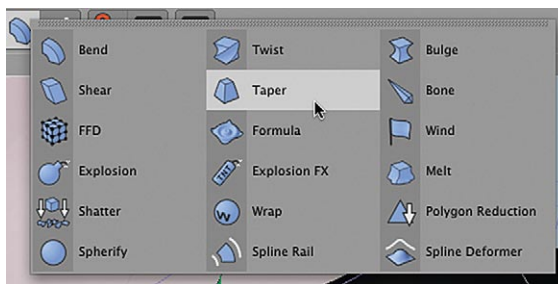 Bend Twist Bulge
Shear Taper Bone
FFD Formula Wind
Explosion TNT Explosion FX Melt
Shatter W Wrap Polygon Reduction
Spherify Spline Rail Spline Deformer